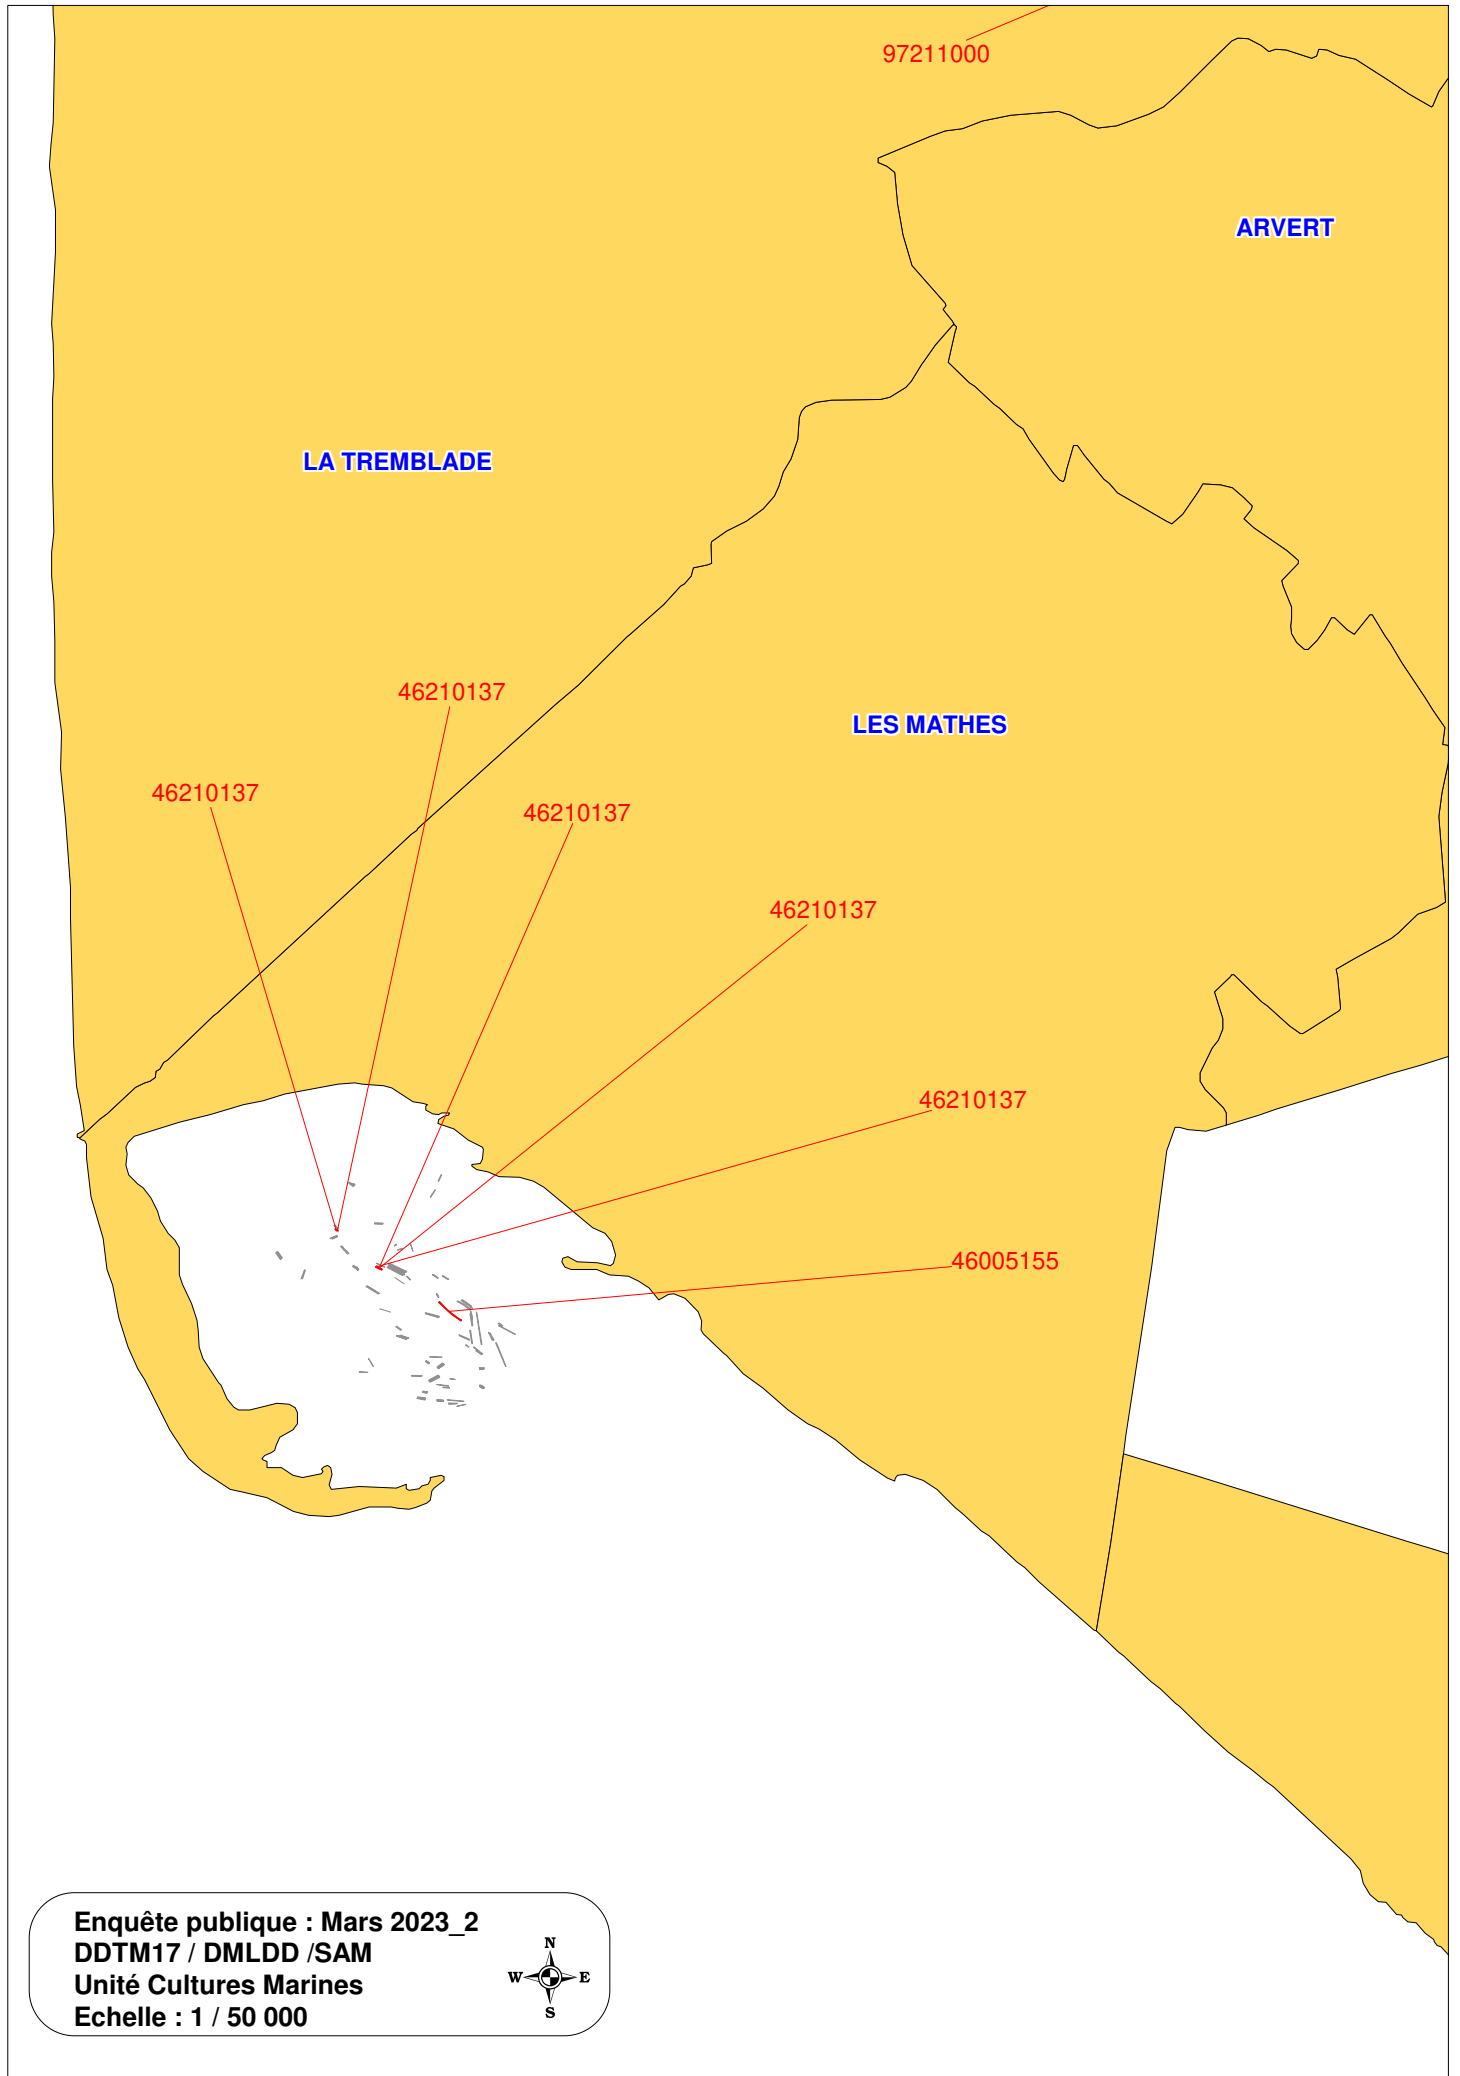 97211000
ARVERT
LA TREMBLADE
46210137
LES MATHES
46210137
46210137
46210137
46210137
46005155
Enquête publique : Mars 2023_2
DDTM17 / DMLDD /SAM
Unité Cultures Marines
Echelle : 1 / 50 000
N
W E
S